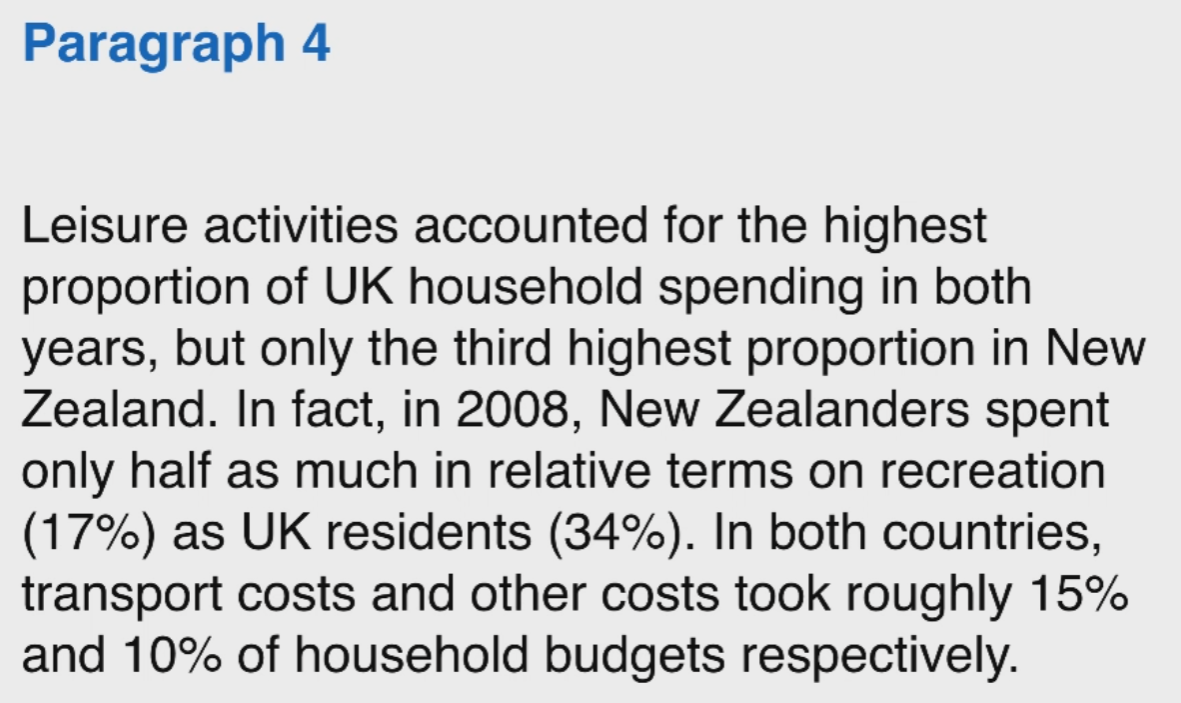 Paragraph 4
Leisure activities accounted for the highest
proportion of UK household spending in both
years, but only the third highest proportion in New
Zealand. In fact, in 2008, New Zealanders spent
only half as much in relative terms on recreation
(17%) as UK residents (34%). In both countries,
transport costs and other costs took roughly 15%
and 10% of household budgets respectively.